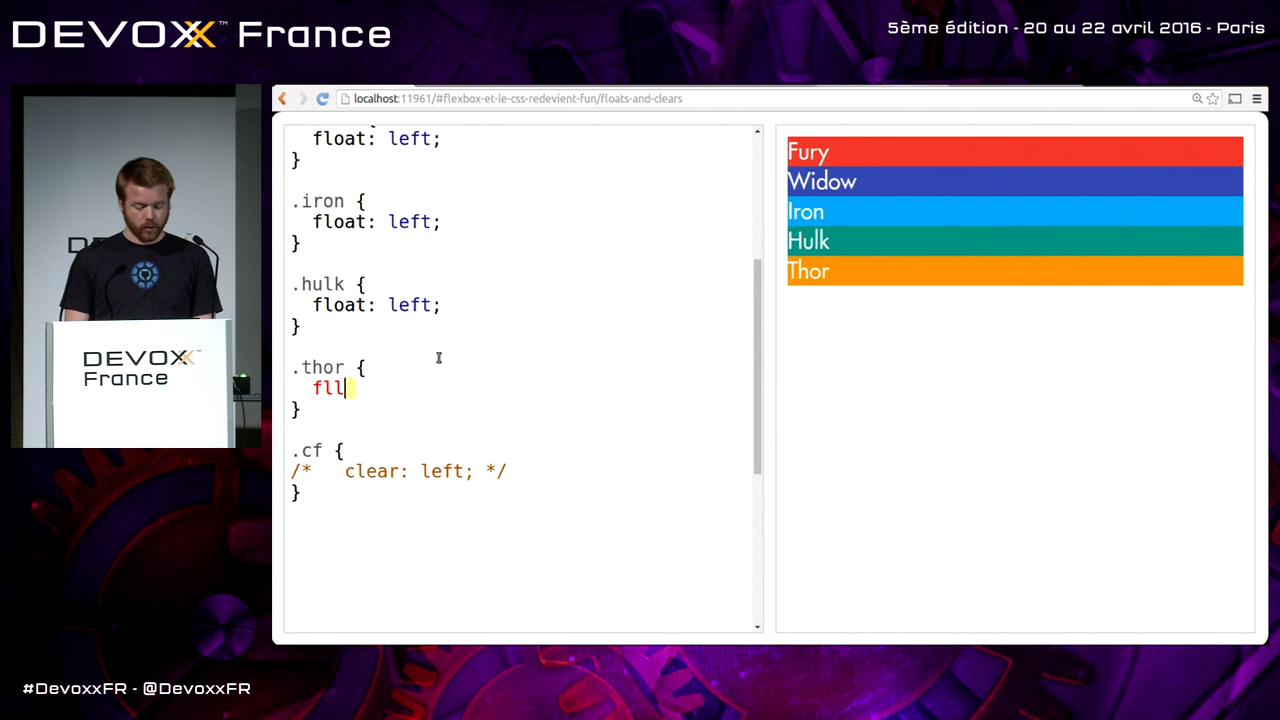 DEVOXX™ France
5ème édition - 20 au 22 avril 2016 - Paris
localhost:11961/#flexbox-et-le-css-redevient-fun/floats-and-clears
float: left;
}
.iron {
float: left;
}
.hulk {
float: left;
}
.thor {
fll
}
.cf {
/*   clear: left; */
}
Fury
Widow
Iron
Hulk
Thor
DEVOXX™
France
#DevoxxFR - @DevoxxFR